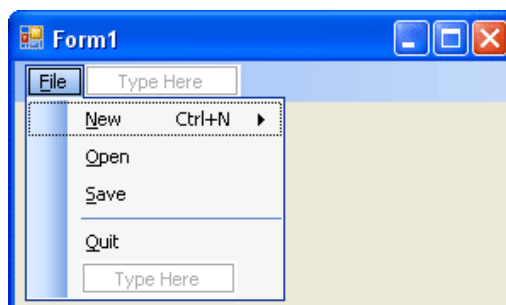 Form1
File Type Here
New Ctrl+N
Open
Save
Quit
Type Here